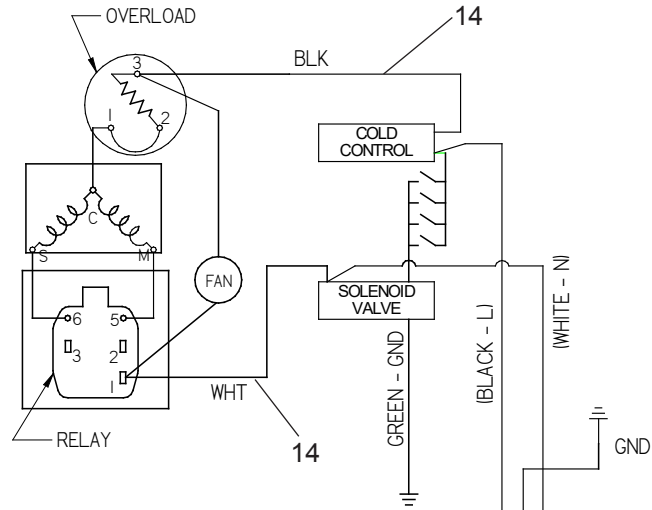 OVERLOAD
14
3
BLK
1
2
COLD
CONTROL
C
S
M
FAN
SOLENOID
VALVE
6
5
3
2
1
WHT
14
RELAY
GREEN - GND
(BLACK - L)
(WHITE - N)
GND